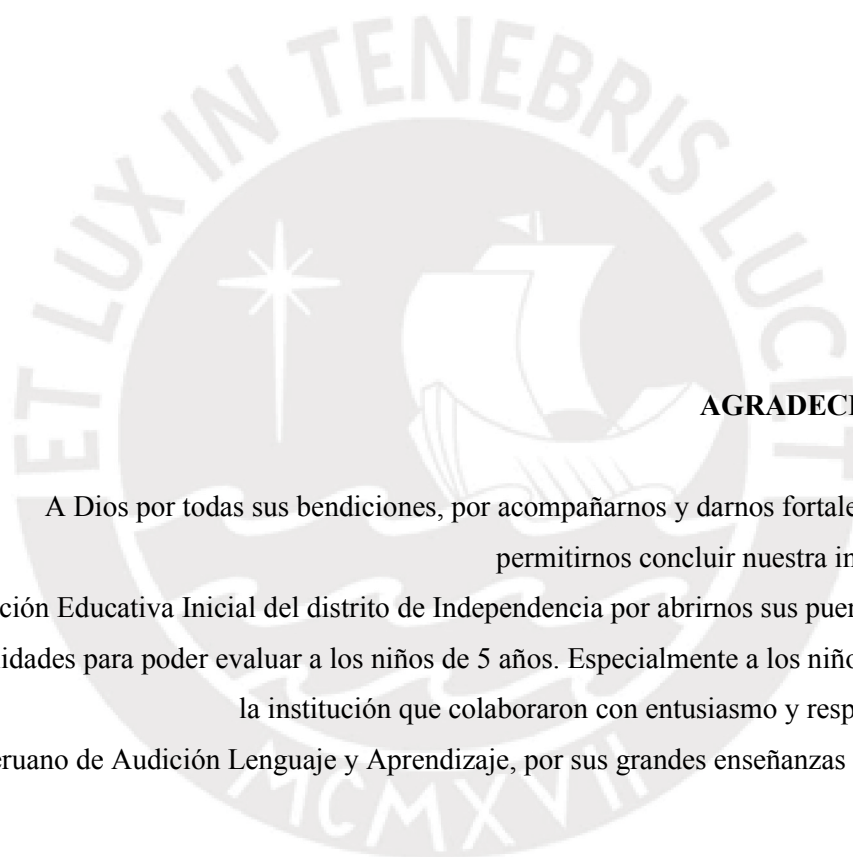 ET LUX IN TENEBRIS LUCET
AGRADECI
A Dios por todas sus bendiciones, por acompañarnos y darnos fortale
permitirnos concluir nuestra in
ción Educativa Inicial del distrito de Independencia por abrirnos sus puer
lidades para poder evaluar a los niños de 5 años. Especialmente a los niño
la institución que colaboraron con entusiasmo y resp
eruano de Audición Lenguaje y Aprendizaje, por sus grandes enseñanzas
MCMXVII